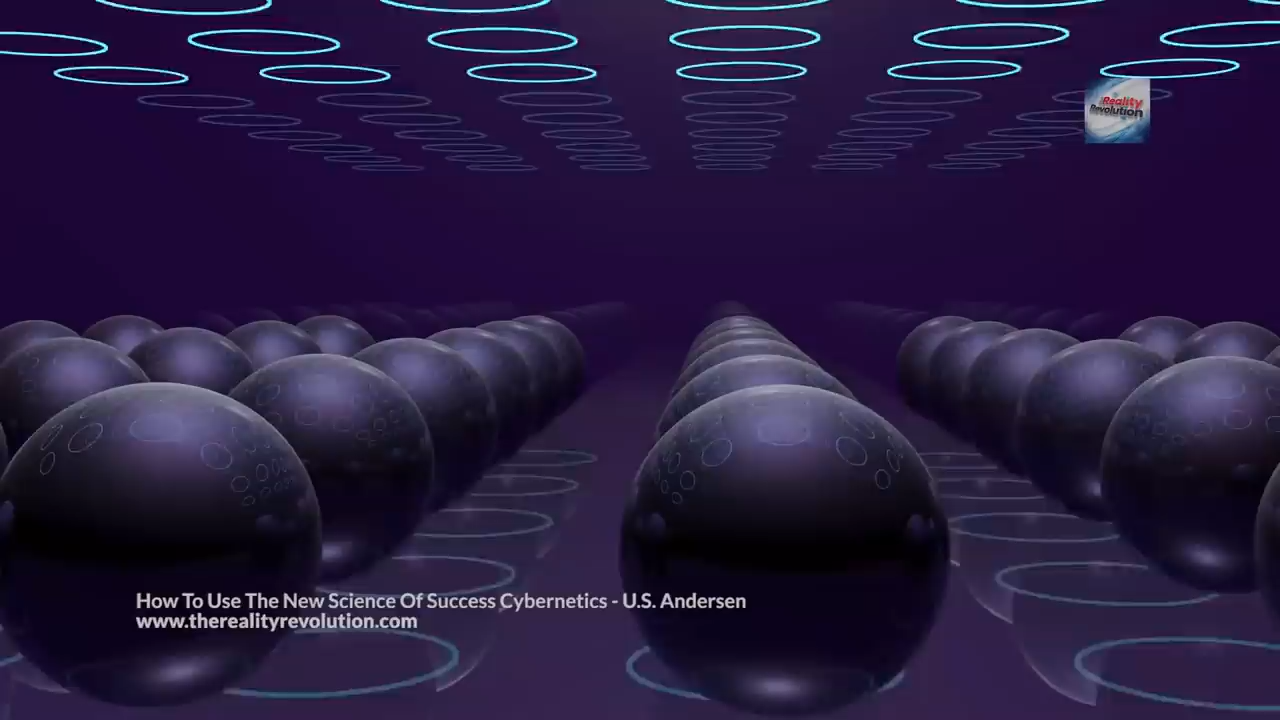 Reality
Revolution
How To Use The New Science Of Success Cybernetics - U.S. Andersen
www.therealityrevolution.com